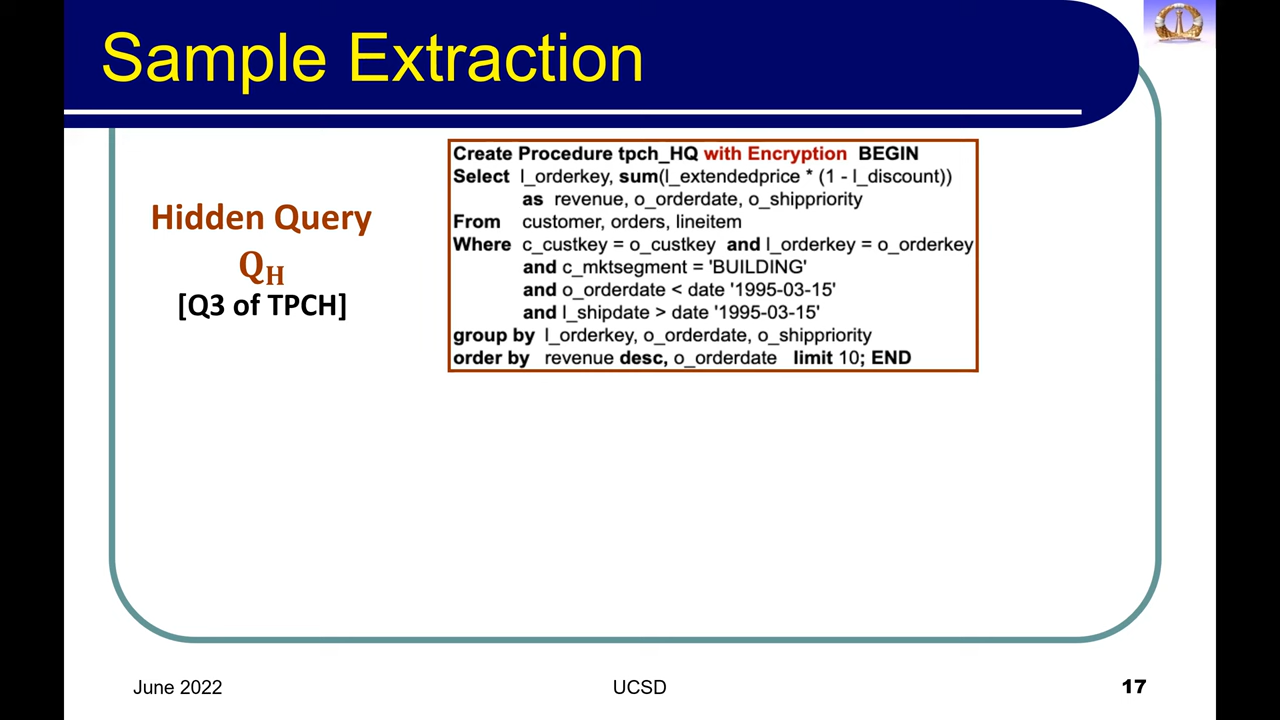 Sample Extraction
Hidden Query
Q_H
[Q3 of TPCH]
Create Procedure tpch_HQ with Encryption BEGIN
Select l_orderkey, sum(l_extendedprice * (1 - l_discount))
as revenue, o_orderdate, o_shippriority
From customer, orders, lineitem
Where c_custkey = o_custkey and l_orderkey = o_orderkey
and c_mktsegment = 'BUILDING'
and o_orderdate < date '1995-03-15'
and l_shipdate > date '1995-03-15'
group by l_orderkey, o_orderdate, o_shippriority
order by revenue desc, o_orderdate limit 10; END
June 2022
UCSD
17